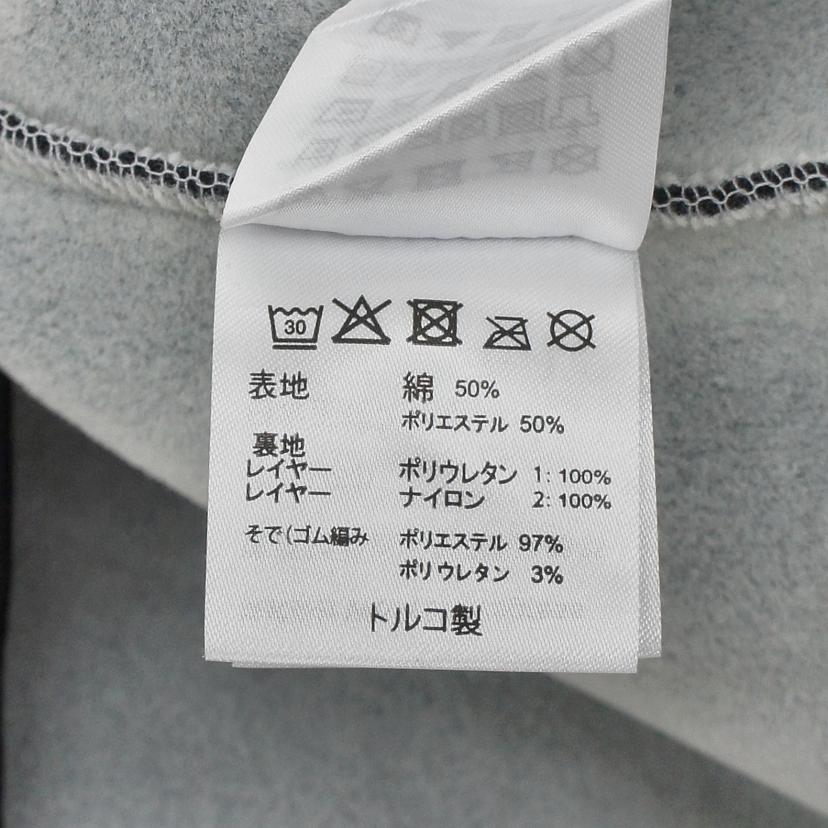 30
表地 綿 50%
ポリエステル 50%
裏地
レイヤー ポリウレタン 1: 100%
レイヤー ナイロン 2: 100%
そで(ゴム編み ポリエステル 97%
ポリウレタン 3%
トルコ製